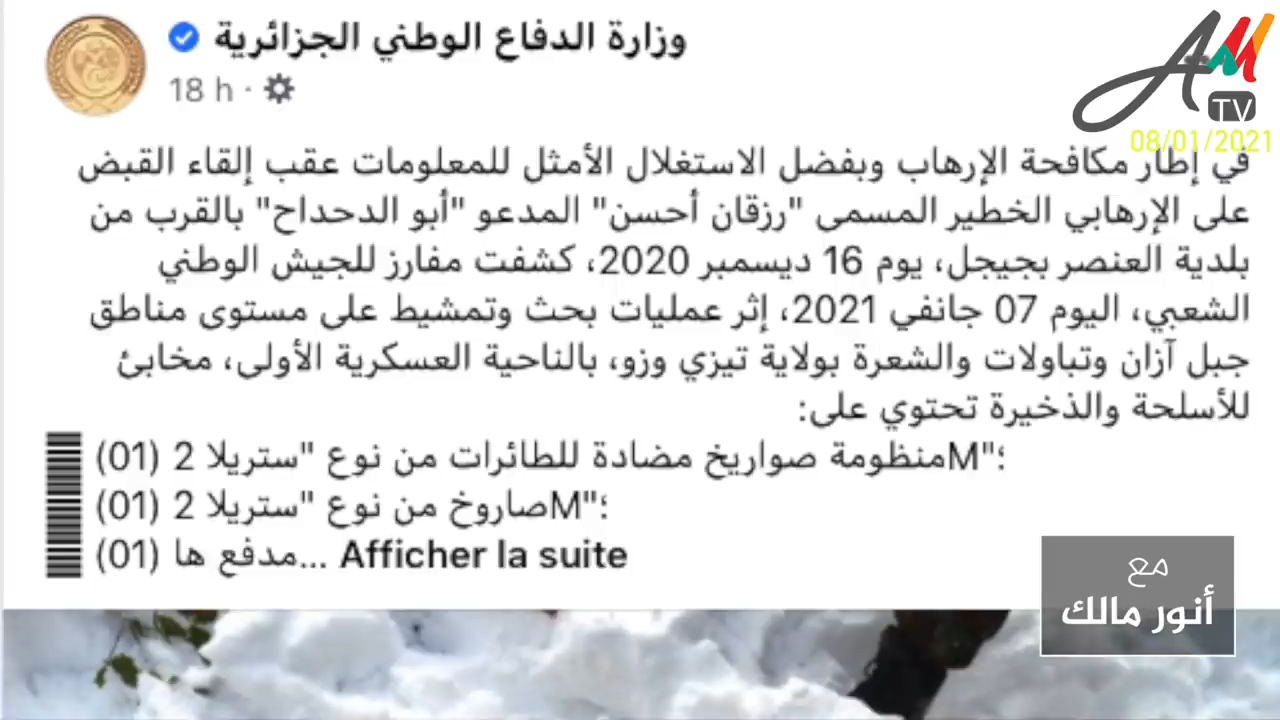 وزارة الدفاع الوطني الجزائرية
18 h ·
AM
TV
08/01/2021
في إطار مكافحة الإرهاب وبفضل الاستغلال الأمثل للمعلومات عقب إلقاء القبض
على الإرهابي الخطير المسمى "رزقان أحسن" المدعو "أبو الدحداح" بالقرب من
بلدية العنصر بجيجل، يوم 16 ديسمبر 2020، كشفت مفارز للجيش الوطني
الشعبي، اليوم 07 جانفي 2021، إثر عمليات بحث وتمشيط على مستوى مناطق
جبل آزان وتباولات والشعرة بولاية تيزي وزو، بالناحية العسكرية الأولى، مخابئ
للأسلحة والذخيرة تحتوي على:
(01) منظومة صواريخ مضادة للطائرات من نوع "ستريلا 2M"؛
(01) صاروخ من نوع "ستريلا 2M"؛
(01) مدفع ها... Afficher la suite
مع
أنور مالك